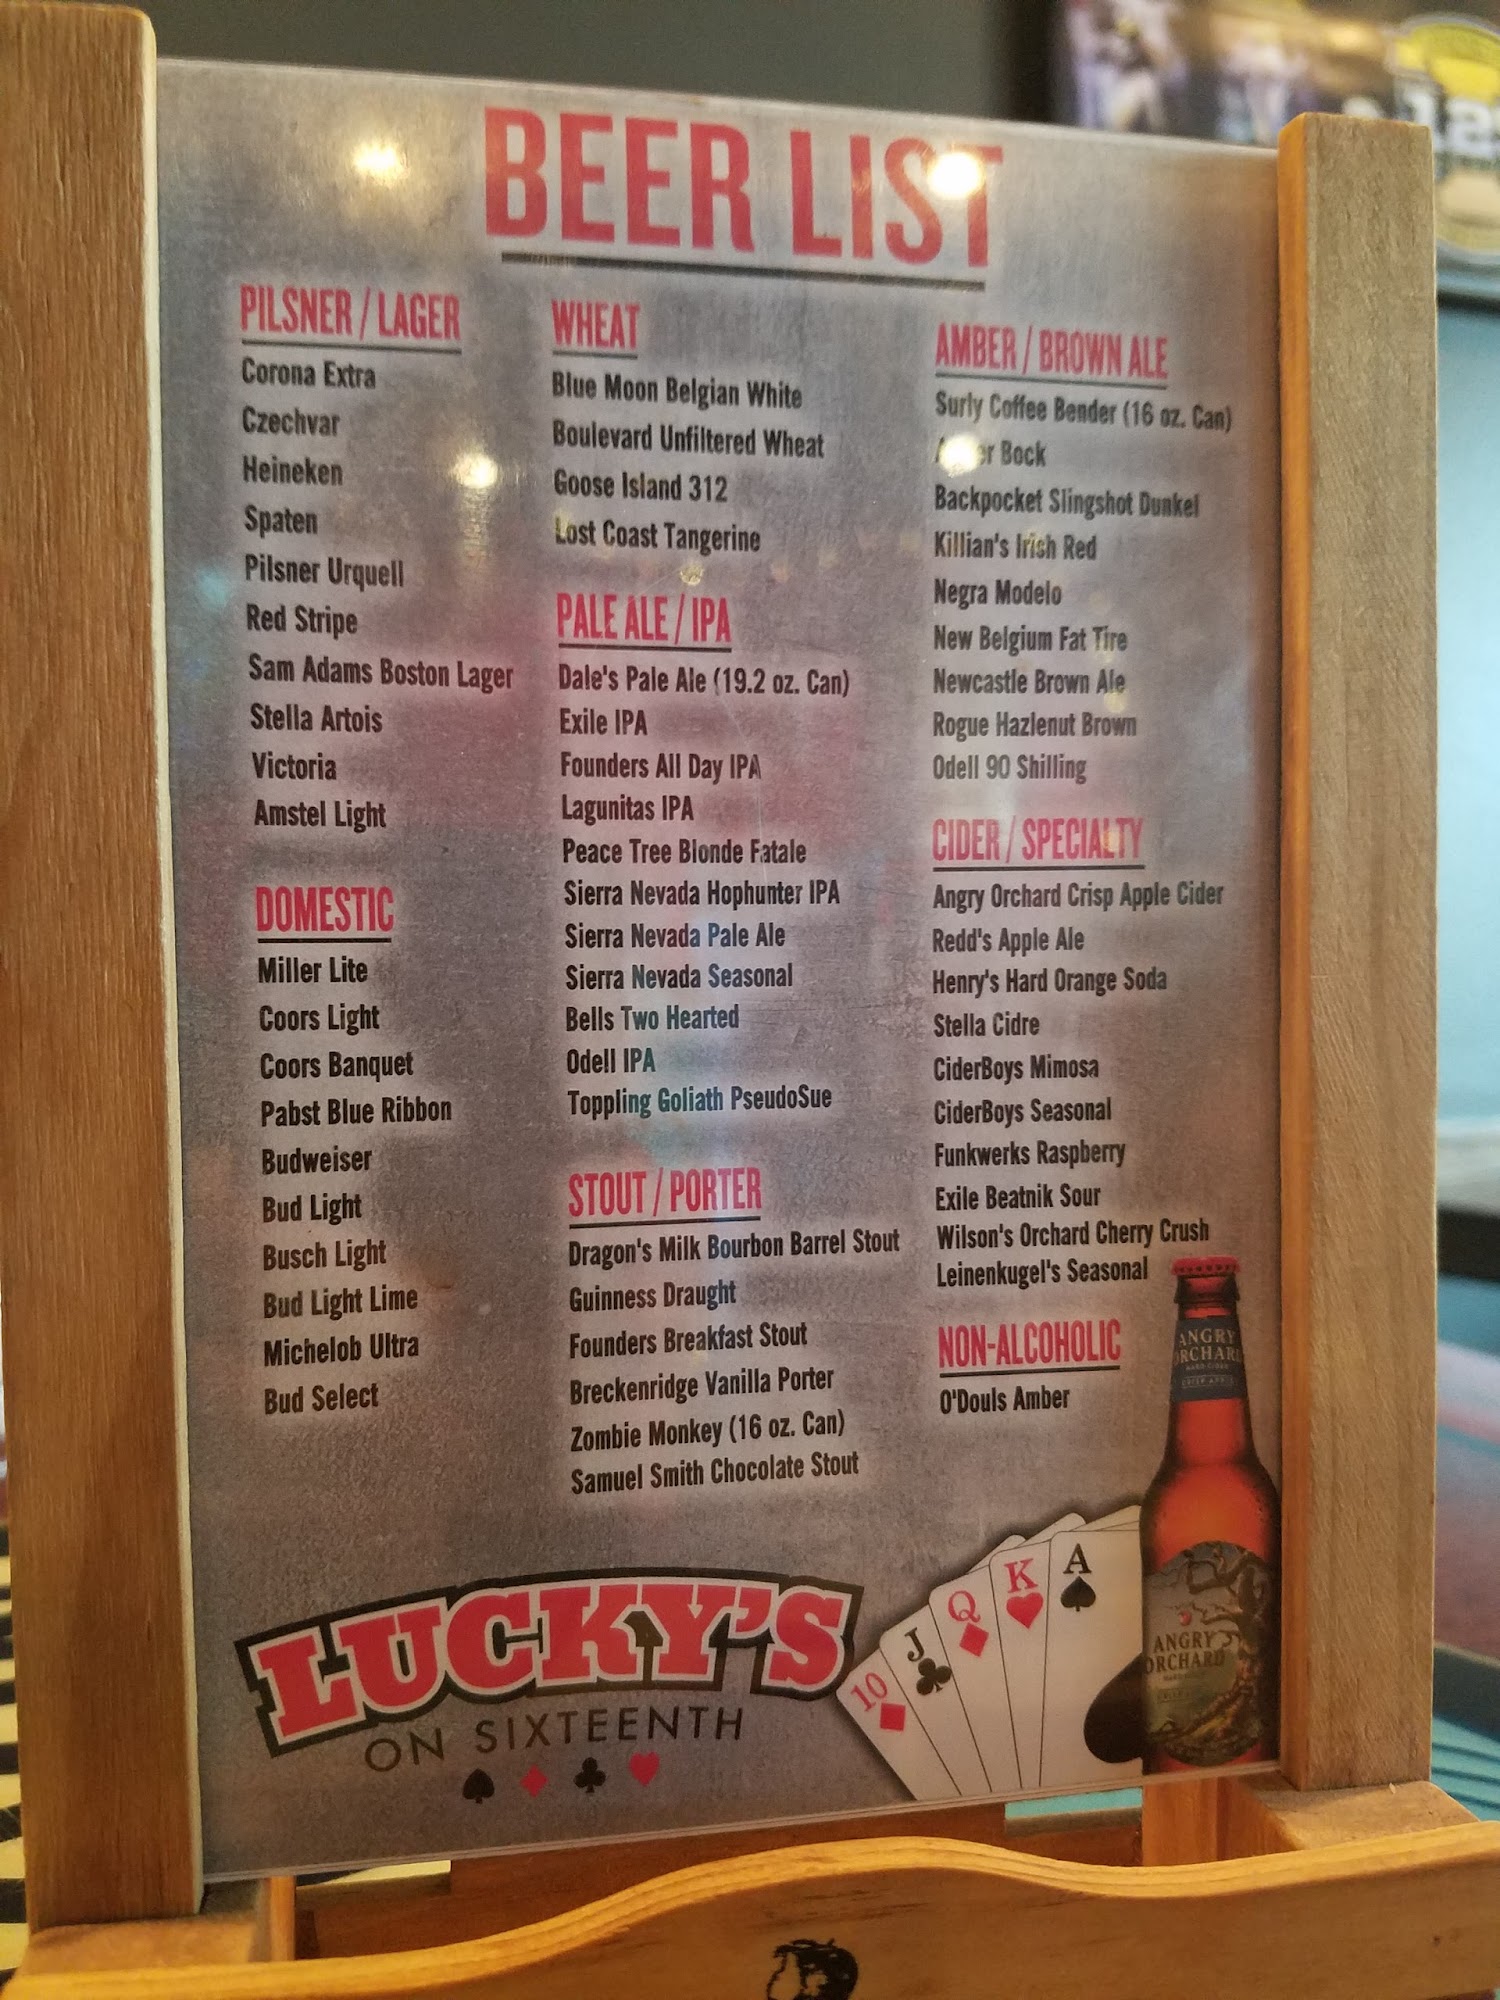 BEER LIST
PILSNER / LAGER
Corona Extra
Czechvar
Heineken
Spaten
Pilsner Urquell
Red Stripe
Sam Adams Boston Lager
Stella Artois
Victoria
Amstel Light
DOMESTIC
Miller Lite
Coors Light
Coors Banquet
Pabst Blue Ribbon
Budweiser
Bud Light
Busch Light
Bud Light Lime
Michelob Ultra
Bud Select
WHEAT
Blue Moon Belgian White
Boulevard Unfiltered Wheat
Goose Island 312
Lost Coast Tangerine
PALE ALE / IPA
Dale's Pale Ale (19.2 oz. Can)
Exile IPA
Founders All Day IPA
Lagunitas IPA
Peace Tree Blonde Fatale
Sierra Nevada Hophunter IPA
Sierra Nevada Pale Ale
Sierra Nevada Seasonal
Bells Two Hearted
Odell IPA
Toppling Goliath PseudoSue
STOUT / PORTER
Dragon's Milk Bourbon Barrel Stout
Guinness Draught
Founders Breakfast Stout
Breckenridge Vanilla Porter
Zombie Monkey (16 oz. Can)
Samuel Smith Chocolate Stout
AMBER / BROWN ALE
Surly Coffee Bender (16 oz. Can)
Bock
Backpocket Slingshot Dunkel
Killian's Irish Red
Negra Modelo
New Belgium Fat Tire
Newcastle Brown Ale
Rogue Hazlenut Brown
Odell 90 Shilling
CIDER / SPECIALTY
Angry Orchard Crisp Apple Cider
Redd's Apple Ale
Henry's Hard Orange Soda
Stella Cidre
CiderBoys Mimosa
CiderBoys Seasonal
Funkwerks Raspberry
Exile Beatnik Sour
Wilson's Orchard Cherry Crush
Leinenkugel's Seasonal
NON-ALCOHOLIC
O'Douls Amber
LUCKY'S
ON SIXTEENTH
10
J
Q
K
A
ANGRY
ORCHARD
HARD CIDER
CRISP APPLE
ANGRY
ORCHARD
HARD CIDER